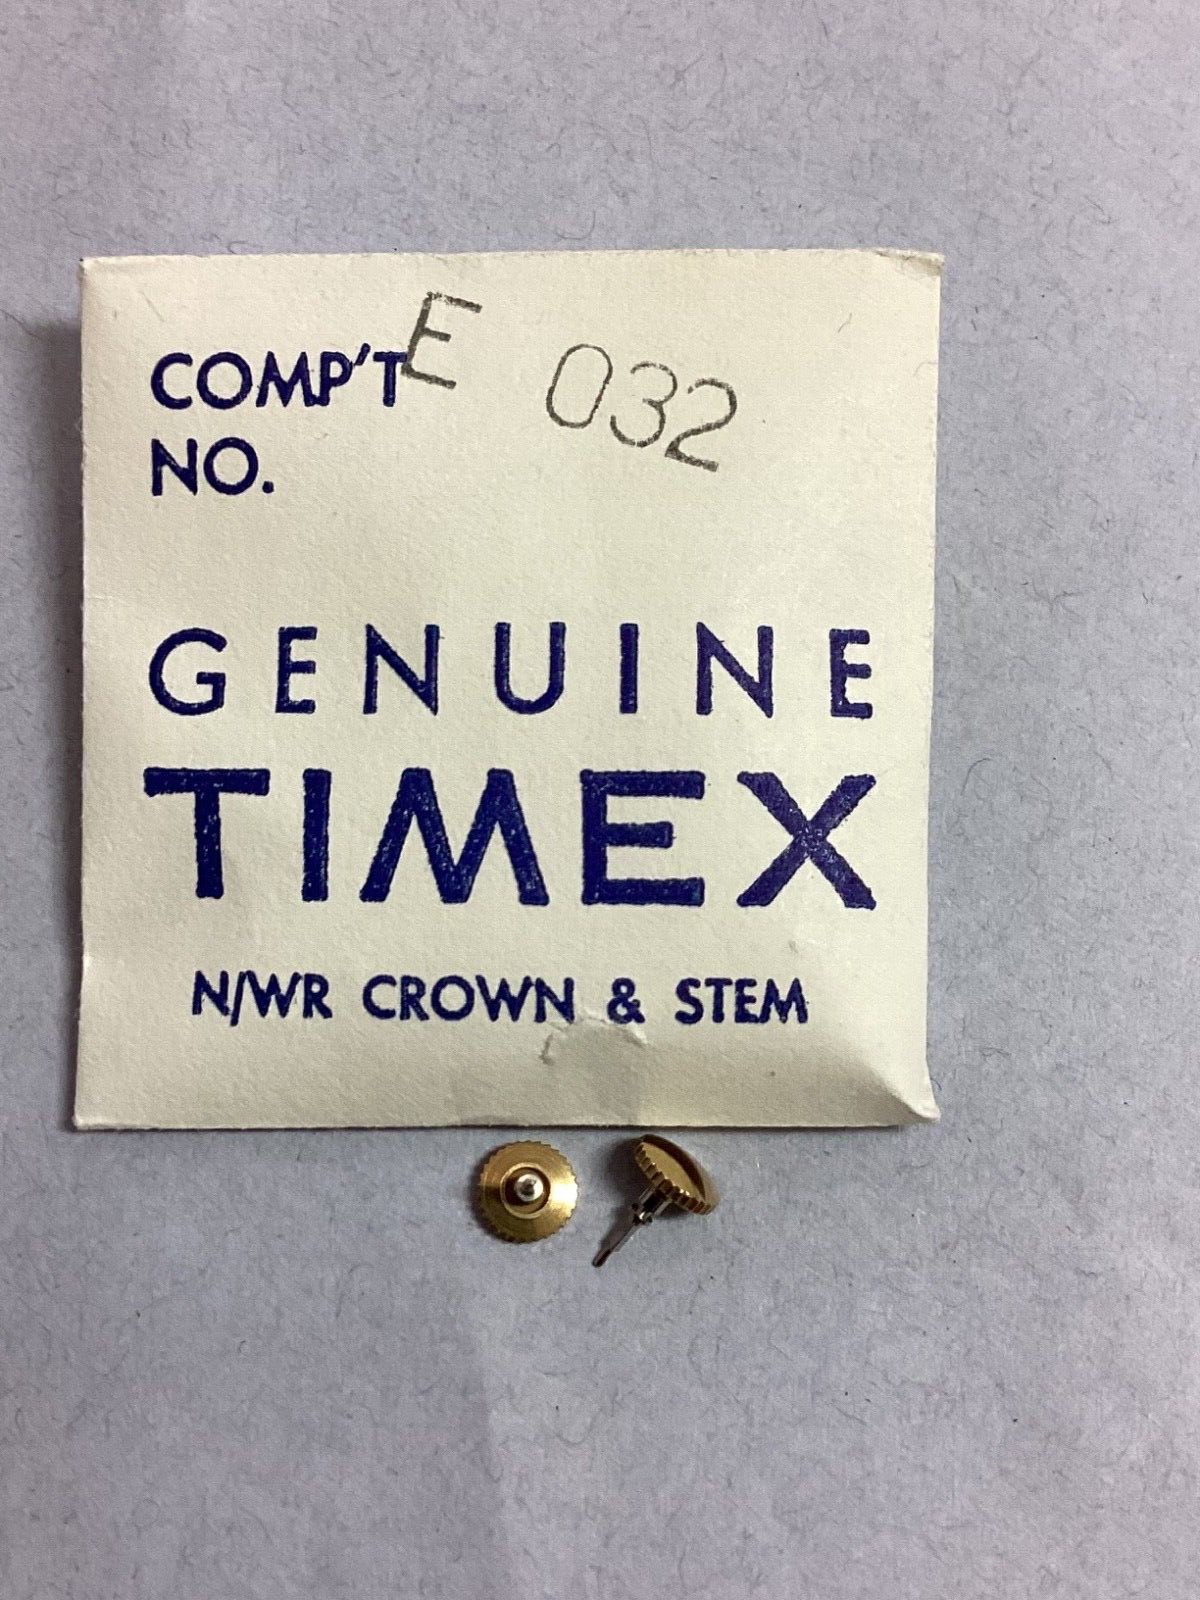 COMP'T E 032
NO.
GENUINE
TIMEX
N/WR CROWN & STEM